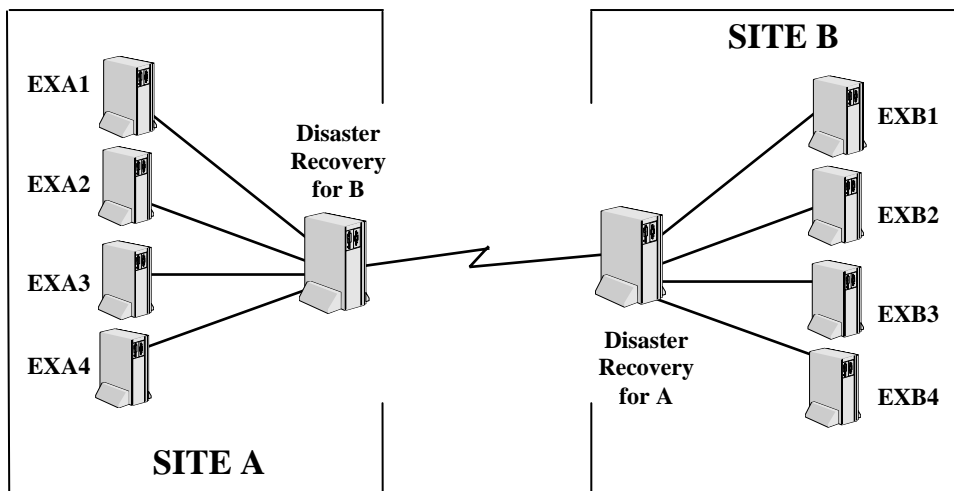 EXA1
EXA2
EXA3
EXA4
Disaster
Recovery
for B
SITE A
SITE B
EXB1
EXB2
EXB3
EXB4
Disaster
Recovery
for A